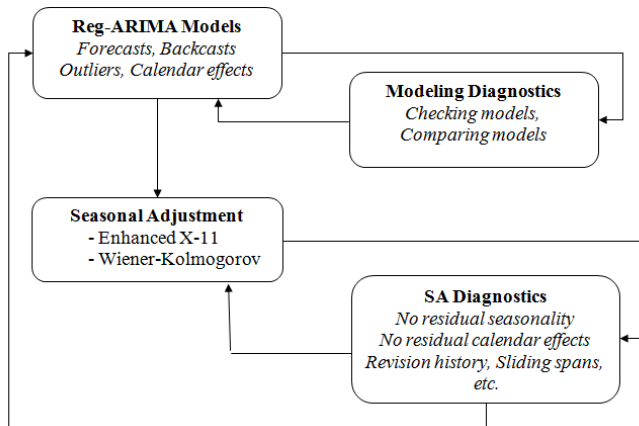 Reg-ARIMA Models
Forecasts, Backcasts
Outliers, Calendar effects
Modeling Diagnostics
Checking models,
Comparing models
Seasonal Adjustment
- Enhanced X-11
- Wiener-Kolmogorov
SA Diagnostics
No residual seasonality
No residual calendar effects
Revision history, Sliding spans,
etc.